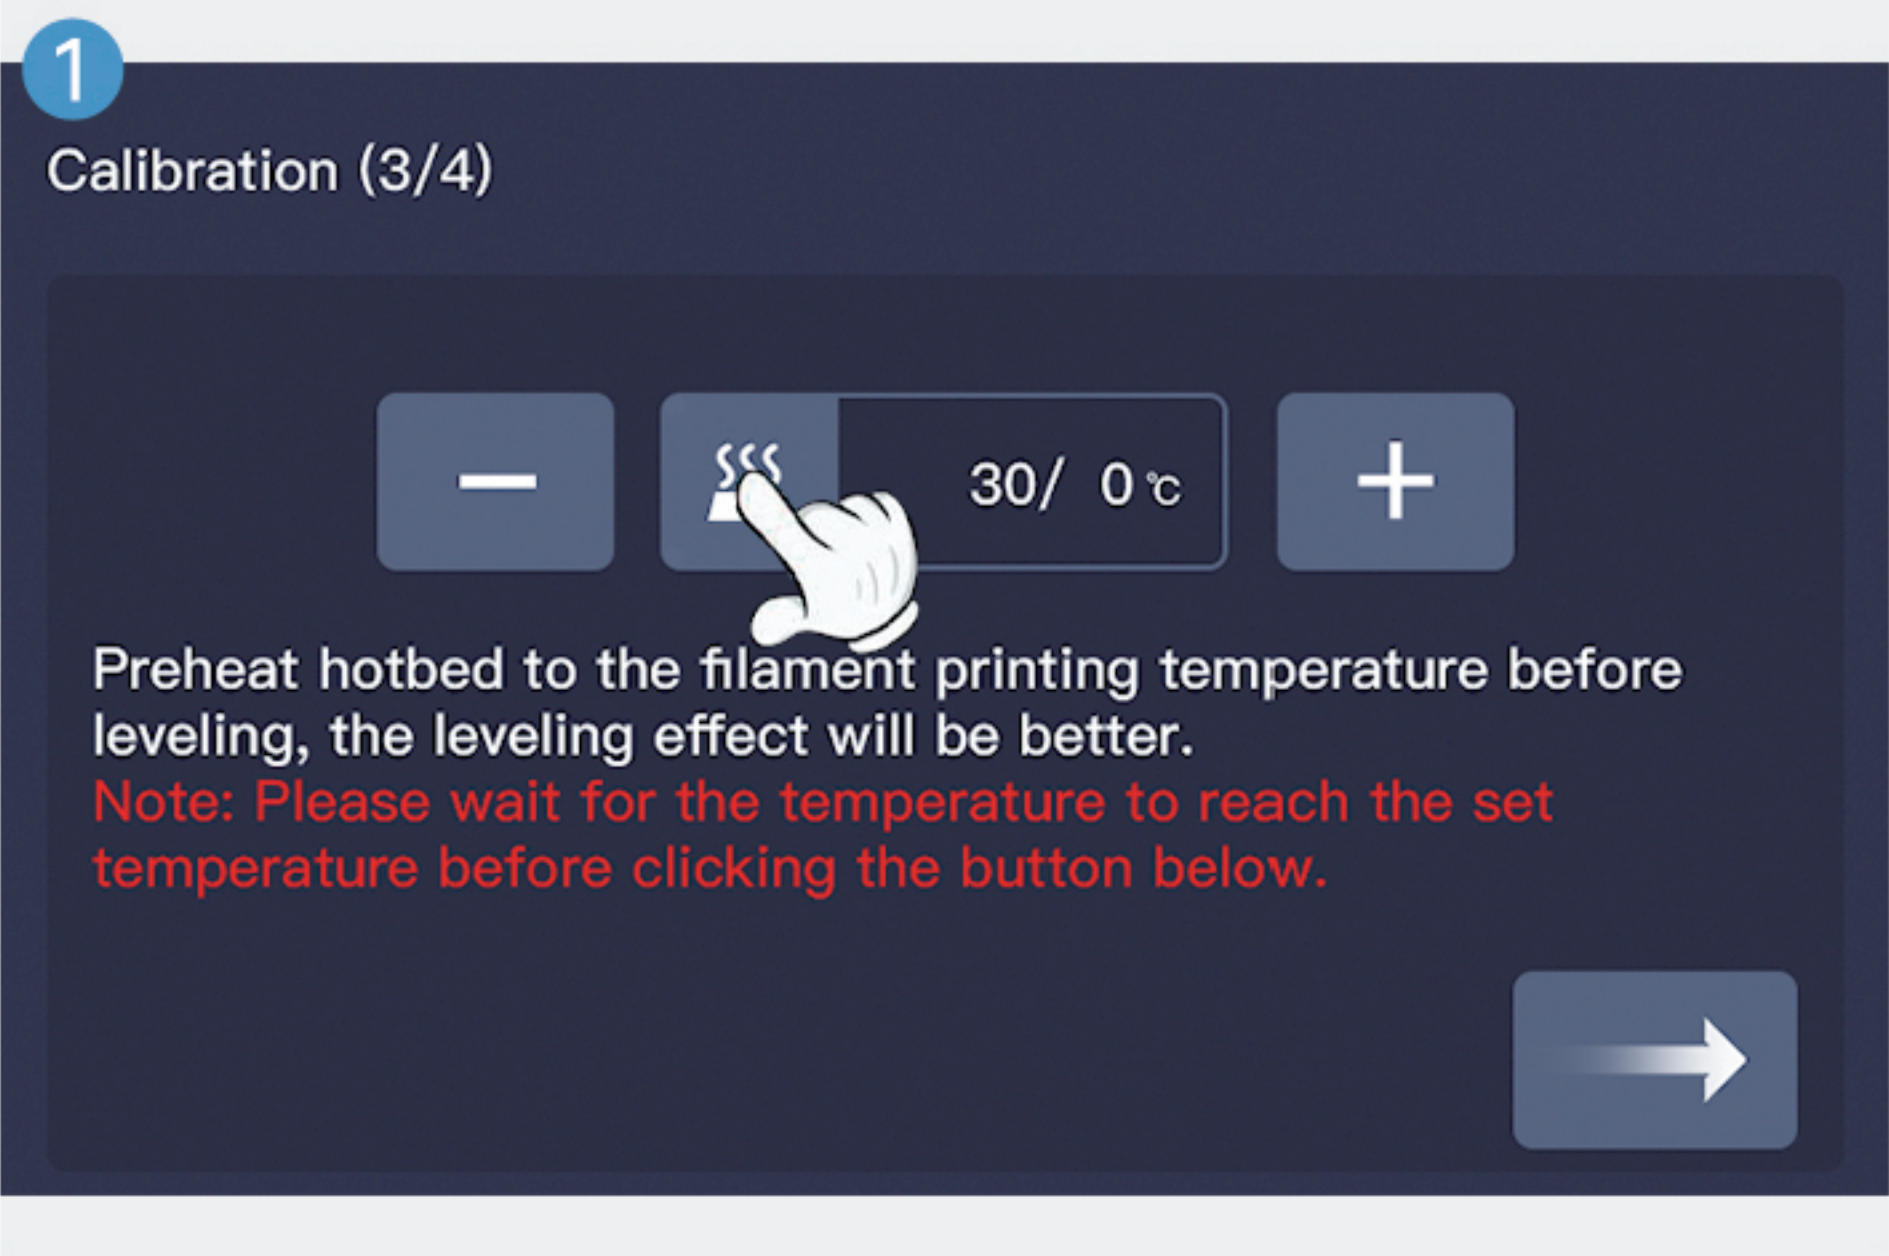 1
Calibration (3/4)
30/ 0 ℃
Preheat hotbed to the filament printing temperature before
leveling, the leveling effect will be better.
Note: Please wait for the temperature to reach the set
temperature before clicking the button below.